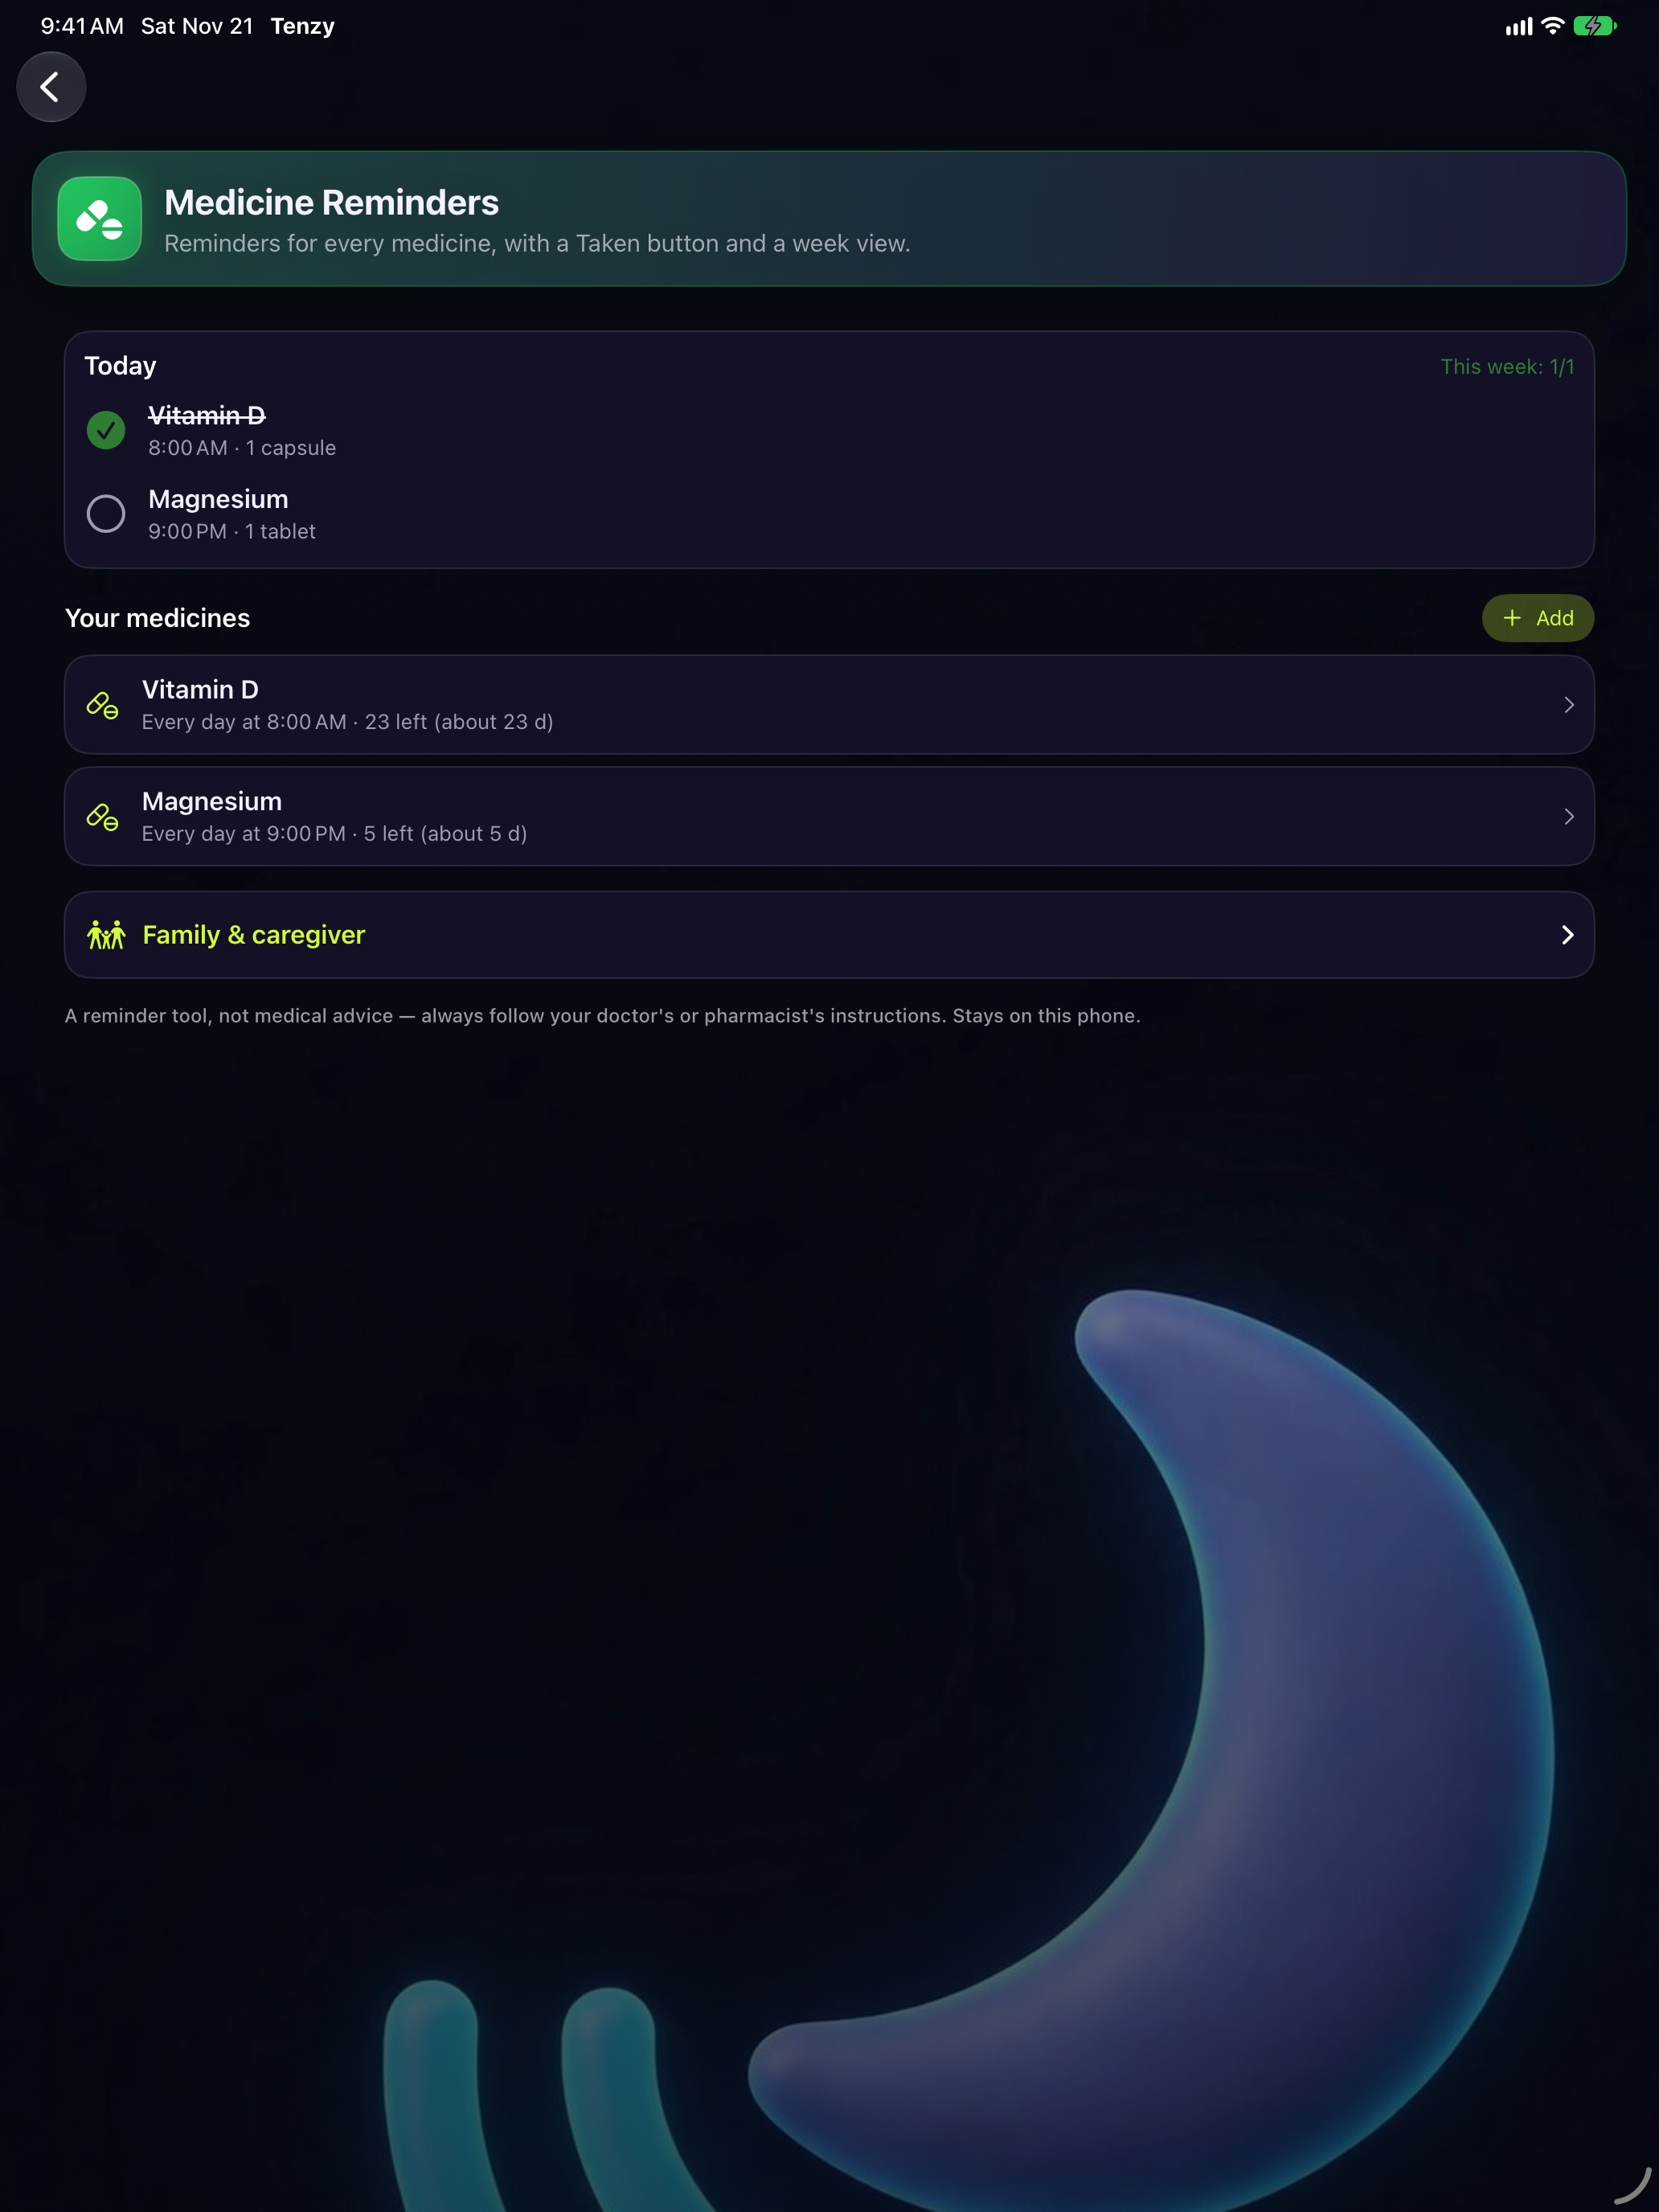 9:41 AM Sat Nov 21 Tenzy
Medicine Reminders
Reminders for every medicine, with a Taken button and a week view.
Today
This week: 1/1
Vitamin D
8:00 AM · 1 capsule
Magnesium
9:00 PM · 1 tablet
Your medicines
+ Add
Vitamin D
Every day at 8:00 AM · 23 left (about 23 d)
Magnesium
Every day at 9:00 PM · 5 left (about 5 d)
Family & caregiver
A reminder tool, not medical advice — always follow your doctor's or pharmacist's instructions. Stays on this phone.